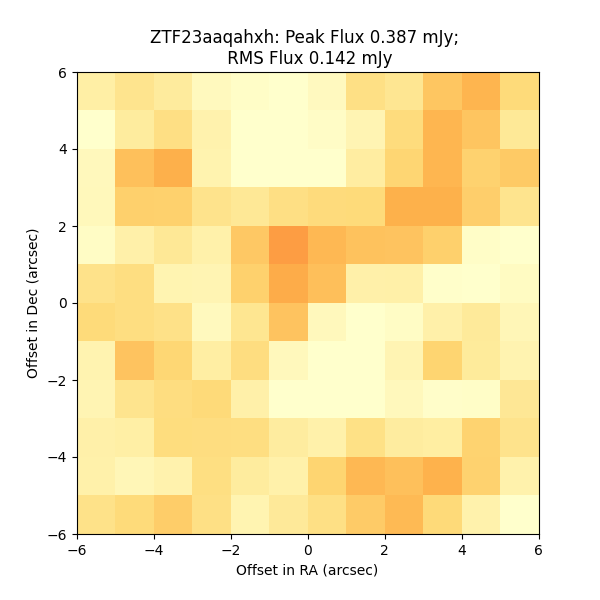 ZTF23aaqahxh: Peak Flux 0.387 mJy;
RMS Flux 0.142 mJy
6
4
2
0
−2
−4
−6
Offset in Dec (arcsec)
−6 −4 −2 0 2 4 6
Offset in RA (arcsec)